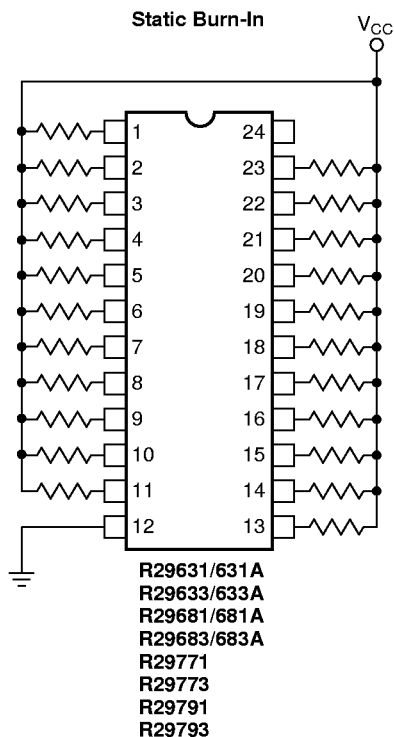 Static Burn-In
VCC
1 24
2 23
3 22
4 21
5 20
6 19
7 18
8 17
9 16
10 15
11 14
12 13
R29631/631A
R29633/633A
R29681/681A
R29683/683A
R29771
R29773
R29791
R29793